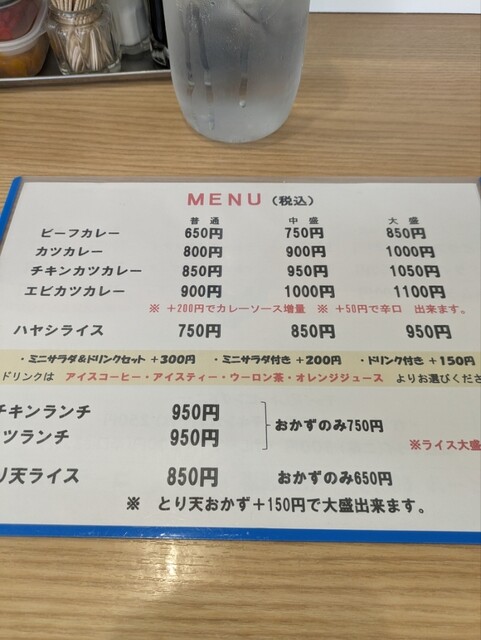 MENU(税込)
普通 中盛 大盛
ビーフカレー 650円 750円 850円
カツカレー 800円 900円 1000円
チキンカツカレー 850円 950円 1050円
エビカツカレー 900円 1000円 1100円
※ +200円でカレーソース増量 ※ +50円で辛口 出来ます。
ハヤシライス 750円 850円 950円
・ミニサラダ&ドリンクセット +300円 ・ミニサラダ付き +200円 ・ドリンク付き +150円
ドリンクは アイスコーヒー・アイスティー・ウーロン茶・オレンジジュース よりお選びくださ
チキンランチ 950円
ツランチ 950円
おかずのみ750円
※ライス大盛
り天ライス 850円 おかずのみ650円
※ とり天おかず+150円で大盛出来ます。